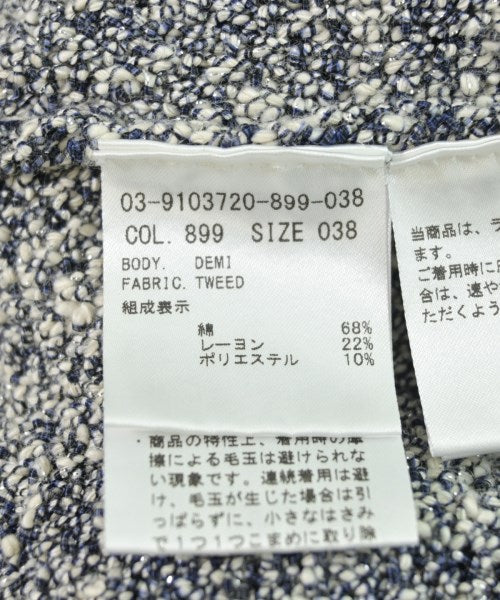 03-9103720-899-038
COL. 899 SIZE 038
BODY. DEMI
FABRIC. TWEED
組成表示
綿 68%
レーヨン 22%
ポリエステル 10%
・商品の特性上、着用時の摩
擦による毛玉は避けられな
い現象です。連続着用は避
け、毛玉が生じた場合は引
っぱらずに、小さなはさみ
で1つ1つこまめに取り除
当商品は、ラ
ます。
ご着用時に
合は、速や
ただくよう